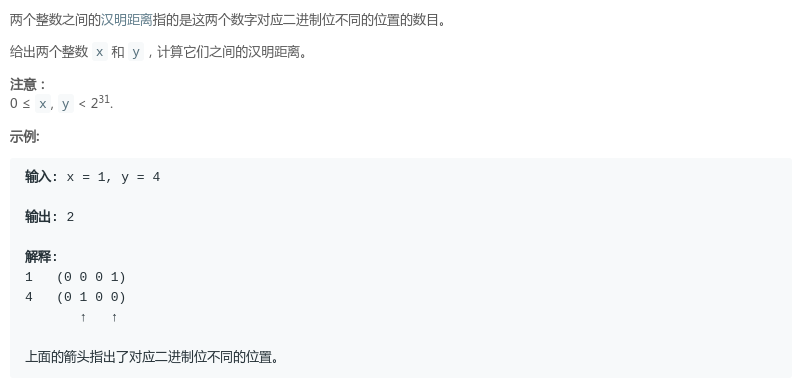 两个整数之间的汉明距离指的是这两个数字对应二进制位不同的位置的数目。
给出两个整数 x 和 y，计算它们之间的汉明距离。
注意：
0 ≤ x, y < 2³¹.
示例:
输入: x = 1, y = 4
输出: 2
解释:
1   (0 0 0 1)
4   (0 1 0 0)
       ↑   ↑
上面的箭头指出了对应二进制位不同的位置。